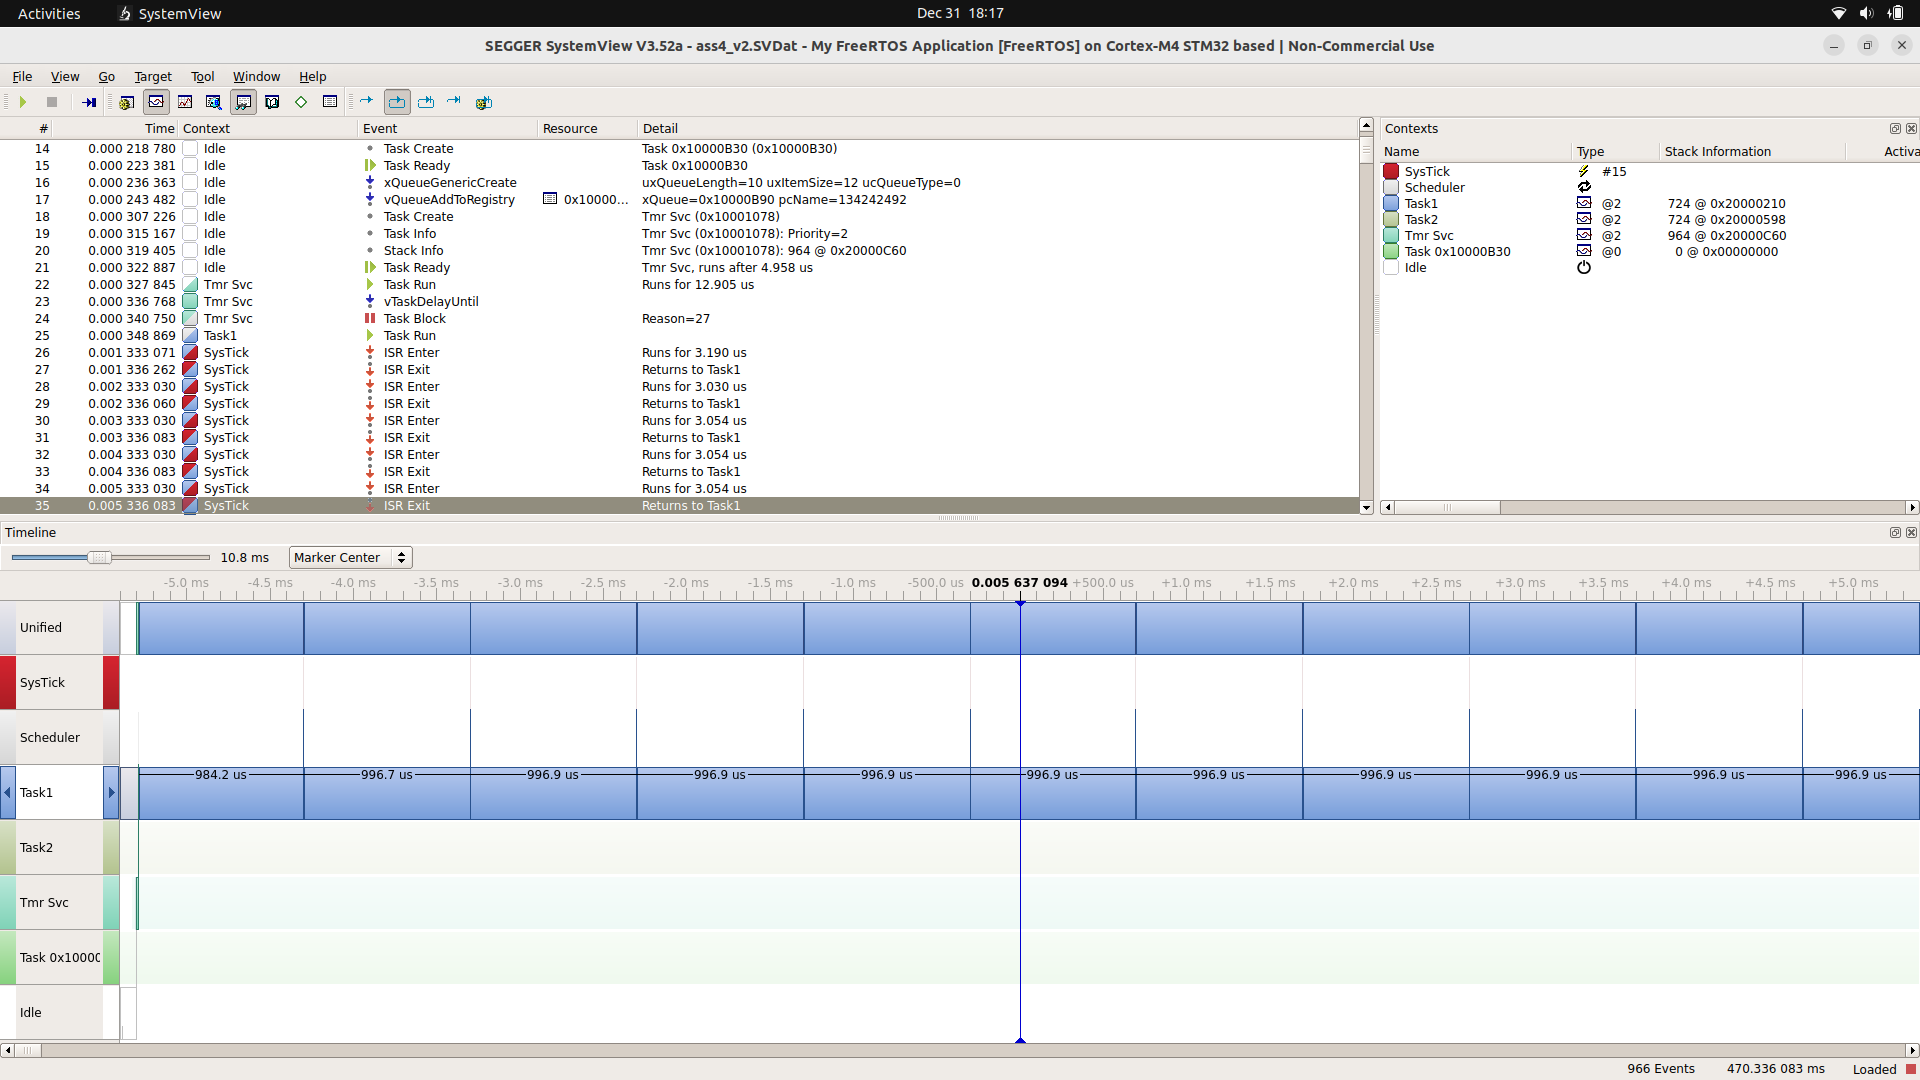 Activities SystemView Dec 31 18:17
SEGGER SystemView V3.52a - ass4_v2.SVDat - My FreeRTOS Application [FreeRTOS] on Cortex-M4 STM32 based | Non-Commercial Use
File View Go Target Tool Window Help
# Time Context Event Resource Detail
14 0.000 218 780 Idle Task Create Task 0x10000B30 (0x10000B30)
15 0.000 223 381 Idle Task Ready Task 0x10000B30
16 0.000 236 363 Idle xQueueGenericCreate uxQueueLength=10 uxItemSize=12 ucQueueType=0
17 0.000 243 482 Idle vQueueAddToRegistry 0x10000... xQueue=0x10000B90 pcName=134242492
18 0.000 307 226 Idle Task Create Tmr Svc (0x10001078)
19 0.000 315 167 Idle Task Info Tmr Svc (0x10001078): Priority=2
20 0.000 319 405 Idle Stack Info Tmr Svc (0x10001078): 964 @ 0x20000C60
21 0.000 322 887 Idle Task Ready Tmr Svc, runs after 4.958 us
22 0.000 327 845 Tmr Svc Task Run Runs for 12.905 us
23 0.000 336 768 Tmr Svc vTaskDelayUntil
24 0.000 340 750 Tmr Svc Task Block Reason=27
25 0.000 348 869 Task1 Task Run
26 0.001 333 071 SysTick ISR Enter Runs for 3.190 us
27 0.001 336 262 SysTick ISR Exit Returns to Task1
28 0.002 333 030 SysTick ISR Enter Runs for 3.030 us
29 0.002 336 060 SysTick ISR Exit Returns to Task1
30 0.003 333 030 SysTick ISR Enter Runs for 3.054 us
31 0.003 336 083 SysTick ISR Exit Returns to Task1
32 0.004 333 030 SysTick ISR Enter Runs for 3.054 us
33 0.004 336 083 SysTick ISR Exit Returns to Task1
34 0.005 333 030 SysTick ISR Enter Runs for 3.054 us
35 0.005 336 083 SysTick ISR Exit Returns to Task1
Contexts
Name Type Stack Information Activa
SysTick #15
Scheduler
Task1 @2 724 @ 0x20000210
Task2 @2 724 @ 0x20000598
Tmr Svc @2 964 @ 0x20000C60
Task 0x10000B30 @0 0 @ 0x00000000
Idle
Timeline
10.8 ms Marker Center
-5.0 ms -4.5 ms -4.0 ms -3.5 ms -3.0 ms -2.5 ms -2.0 ms -1.5 ms -1.0 ms -500.0 us 0.005 637 094 +500.0 us +1.0 ms +1.5 ms +2.0 ms +2.5 ms +3.0 ms +3.5 ms +4.0 ms +4.5 ms +5.0 ms
Unified
SysTick
Scheduler
Task1 984.2 us 996.7 us 996.9 us 996.9 us 996.9 us 996.9 us 996.9 us 996.9 us 996.9 us 996.9 us 996.9 us
Task2
Tmr Svc
Task 0x1000
Idle
966 Events 470.336 083 ms Loaded